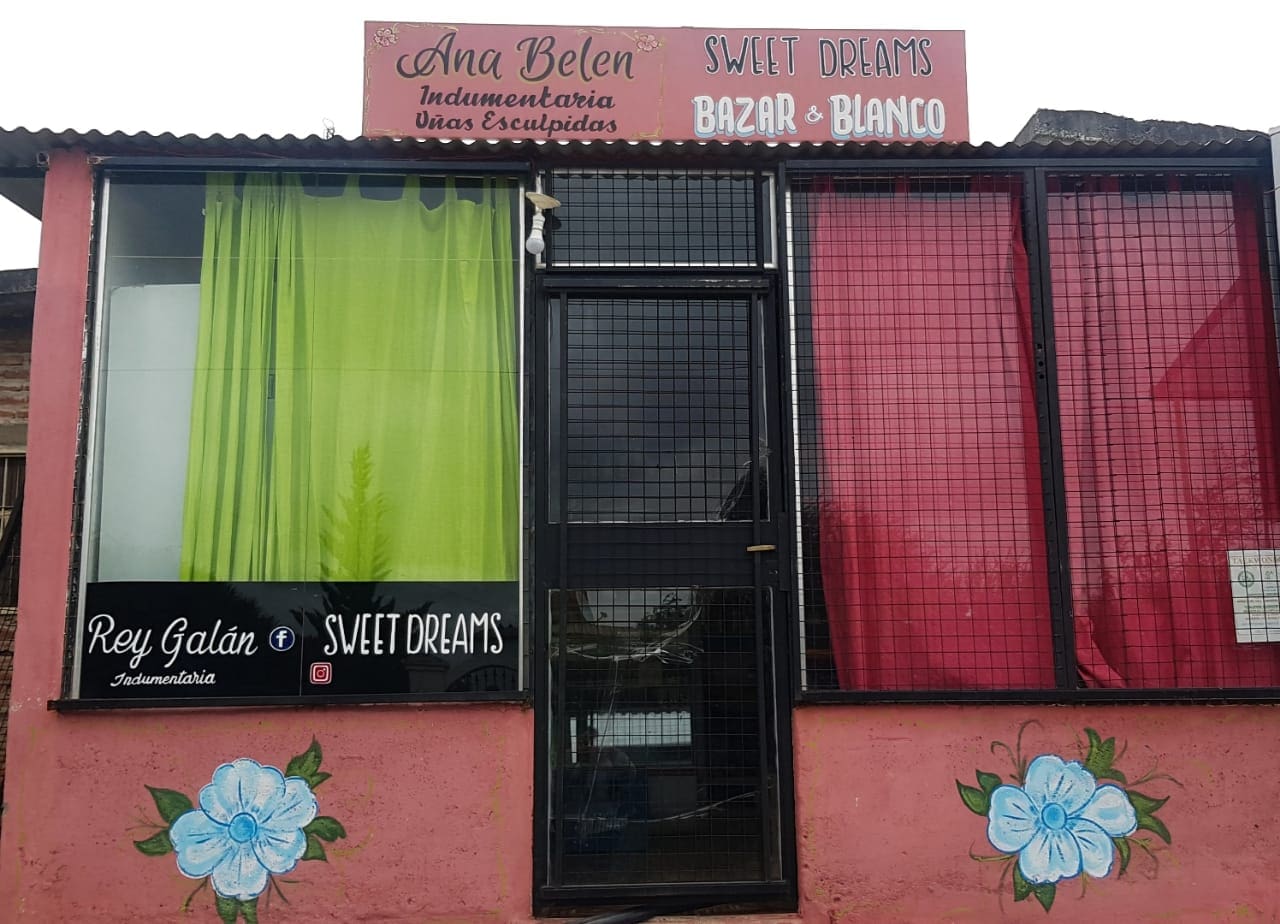 Ana Belen
Indumentaria
Uñas Esculpidas
SWEET DREAMS
BAZAR & BLANCO
Rey Galán
Indumentaria
SWEET DREAMS